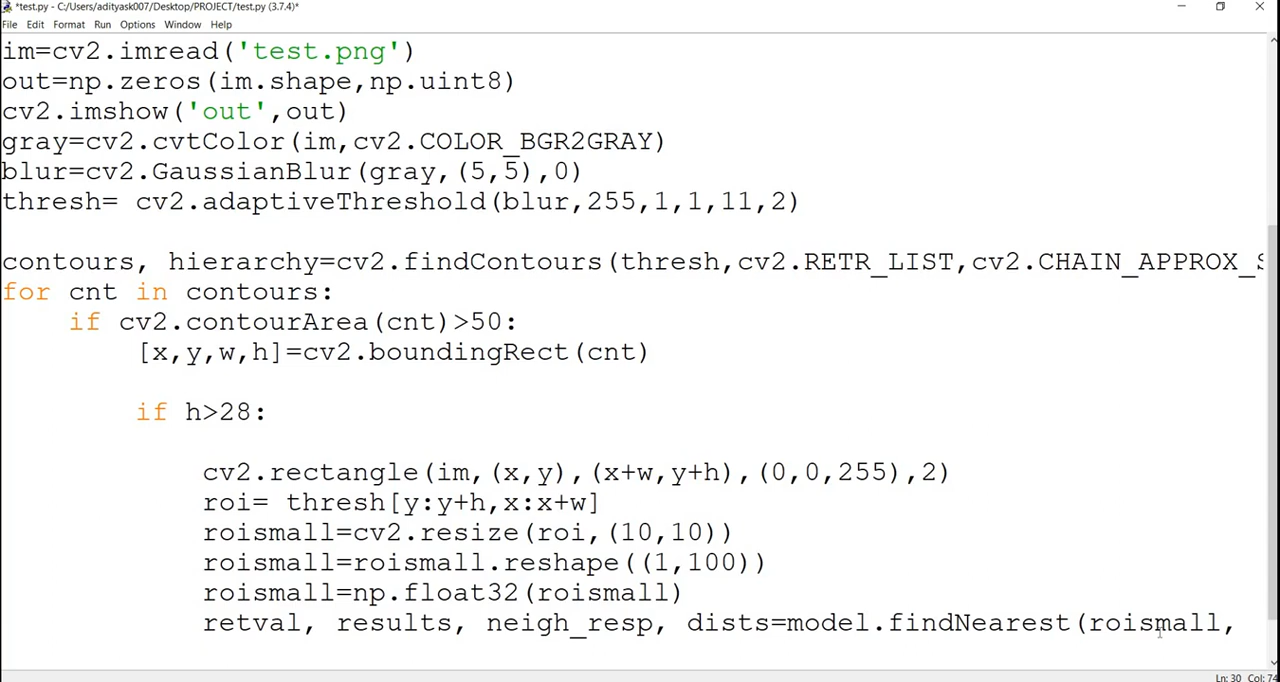 *test.py - C:/Users/adityask007/Desktop/PROJECT/test.py (3.7.4)*
File Edit Format Run Options Window Help
im=cv2.imread('test.png')
out=np.zeros(im.shape,np.uint8)
cv2.imshow('out',out)
gray=cv2.cvtColor(im,cv2.COLOR_BGR2GRAY)
blur=cv2.GaussianBlur(gray,(5,5),0)
thresh= cv2.adaptiveThreshold(blur,255,1,1,11,2)
contours, hierarchy=cv2.findContours(thresh,cv2.RETR_LIST,cv2.CHAIN_APPROX_S
for cnt in contours:
    if cv2.contourArea(cnt)>50:
        [x,y,w,h]=cv2.boundingRect(cnt)
        if h>28:
            cv2.rectangle(im,(x,y),(x+w,y+h),(0,0,255),2)
            roi= thresh[y:y+h,x:x+w]
            roismall=cv2.resize(roi,(10,10))
            roismall=roismall.reshape((1,100))
            roismall=np.float32(roismall)
            retval, results, neigh_resp, dists=model.findNearest(roismall,
Ln: 30 Col: 74